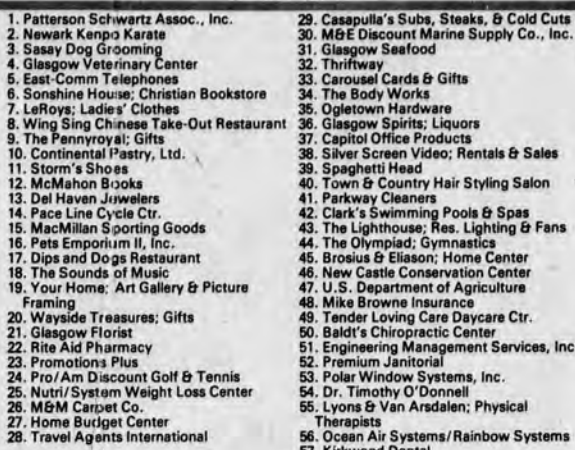 1. Patterson Schwartz Assoc., Inc.
2. Newark Kenpo Karate
3. Sasay Dog Grooming
4. Glasgow Veterinary Center
5. East-Comm Telephones
6. Sonshine House; Christian Bookstore
7. LeRoys; Ladies' Clothes
8. Wing Sing Chinese Take-Out Restaurant
9. The Pennyroyal; Gifts
10. Continental Pastry, Ltd.
11. Storm's Shoes
12. McMahon Books
13. Del Haven Jewelers
14. Pace Line Cycle Ctr.
15. MacMillan Sporting Goods
16. Pets Emporium II, Inc.
17. Dips and Dogs Restaurant
18. The Sounds of Music
19. Your Home; Art Gallery & Picture
Framing
20. Wayside Treasures; Gifts
21. Glasgow Florist
22. Rite Aid Pharmacy
23. Promotions Plus
24. Pro/Am Discount Golf & Tennis
25. Nutri/System Weight Loss Center
26. M&M Carpet Co.
27. Home Budget Center
28. Travel Agents International
29. Casapulla's Subs, Steaks, & Cold Cuts
30. M&E Discount Marine Supply Co., Inc.
31. Glasgow Seafood
32. Thriftway
33. Carousel Cards & Gifts
34. The Body Works
35. Ogletown Hardware
36. Glasgow Spirits; Liquors
37. Capitol Office Products
38. Silver Screen Video; Rentals & Sales
39. Spaghetti Head
40. Town & Country Hair Styling Salon
41. Parkway Cleaners
42. Clark's Swimming Pools & Spas
43. The Lighthouse; Res. Lighting & Fans
44. The Olympiad; Gymnastics
45. Brosius & Eliason; Home Center
46. New Castle Conservation Center
47. U.S. Department of Agriculture
48. Mike Browne Insurance
49. Tender Loving Care Daycare Ctr.
50. Baldt's Chiropractic Center
51. Engineering Management Services, Inc
52. Premium Janitorial
53. Polar Window Systems, Inc.
54. Dr. Timothy O'Donnell
55. Lyons & Van Arsdalen; Physical
Therapists
56. Ocean Air Systems/Rainbow Systems
57. Kirkwood Dental